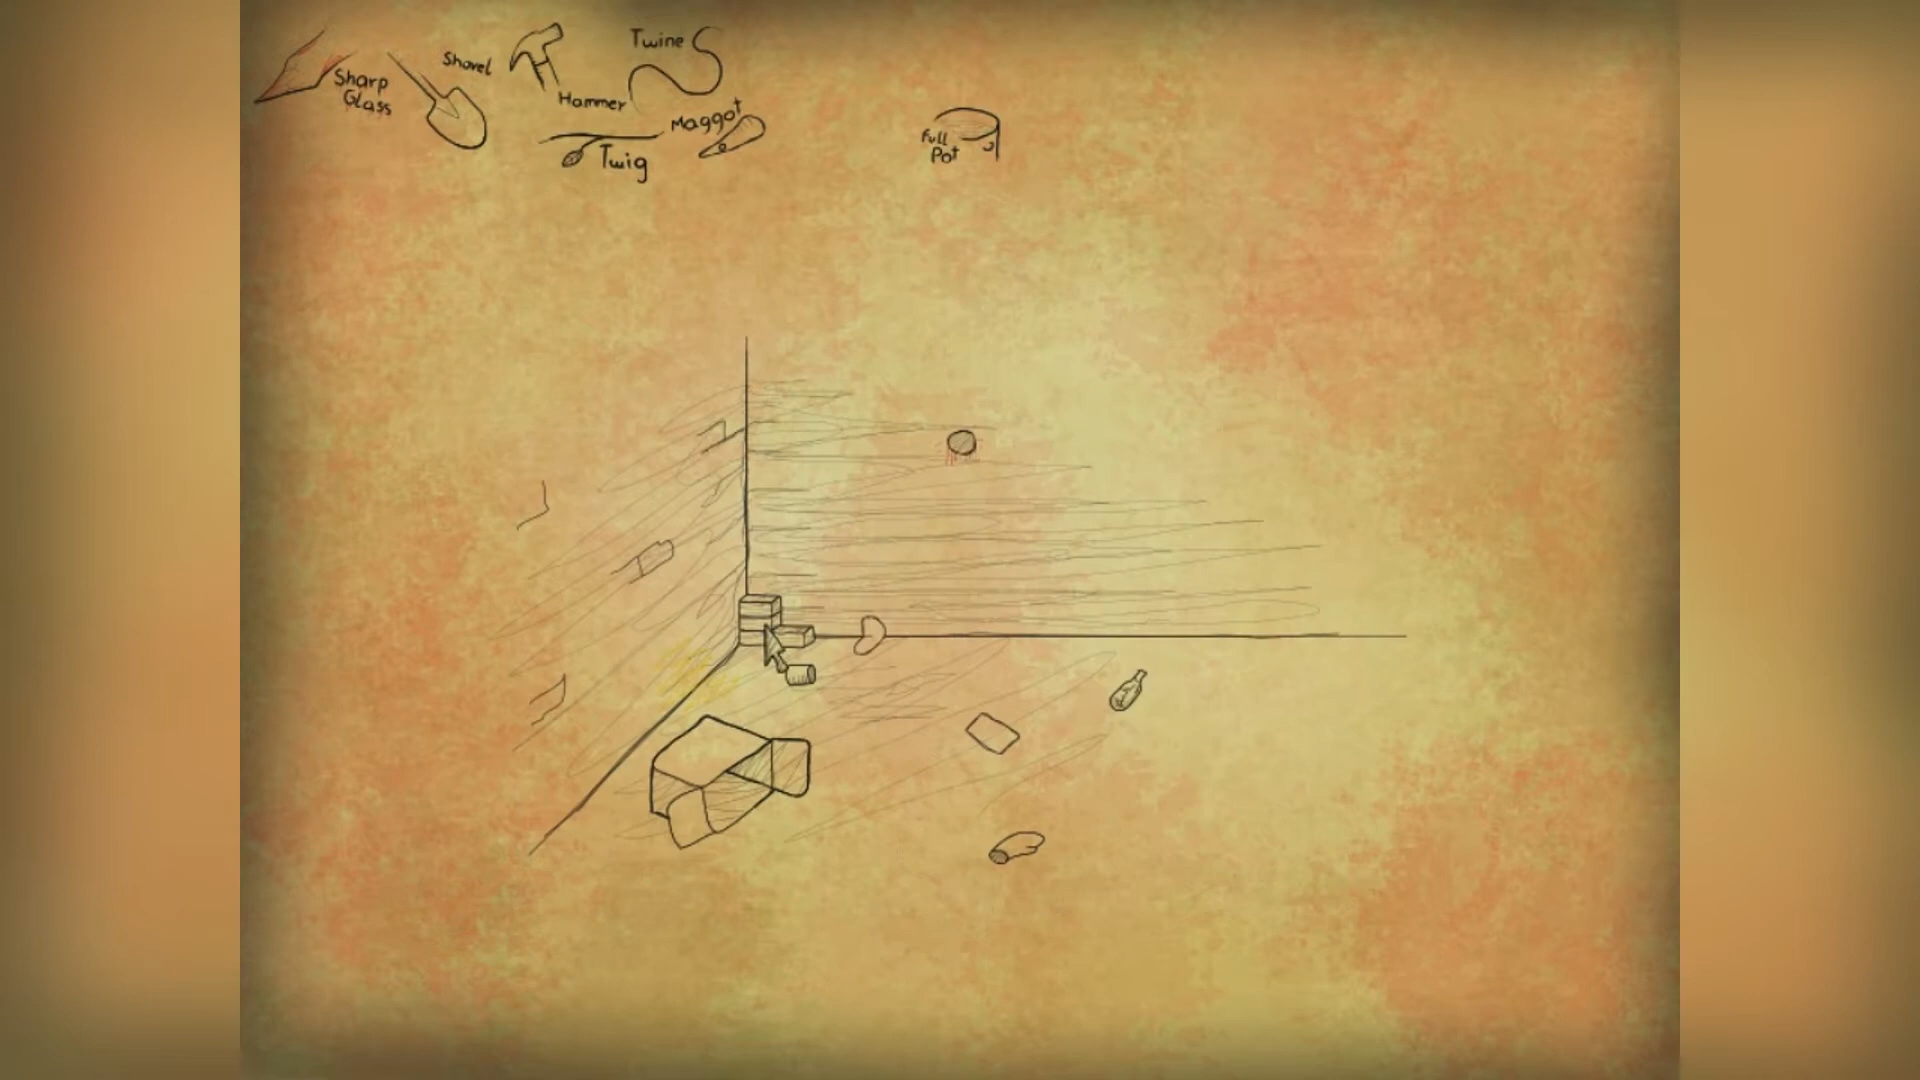 Sharp
Glass
Shovel
Hammer
Twine
Maggot
Twig
Full
Pot